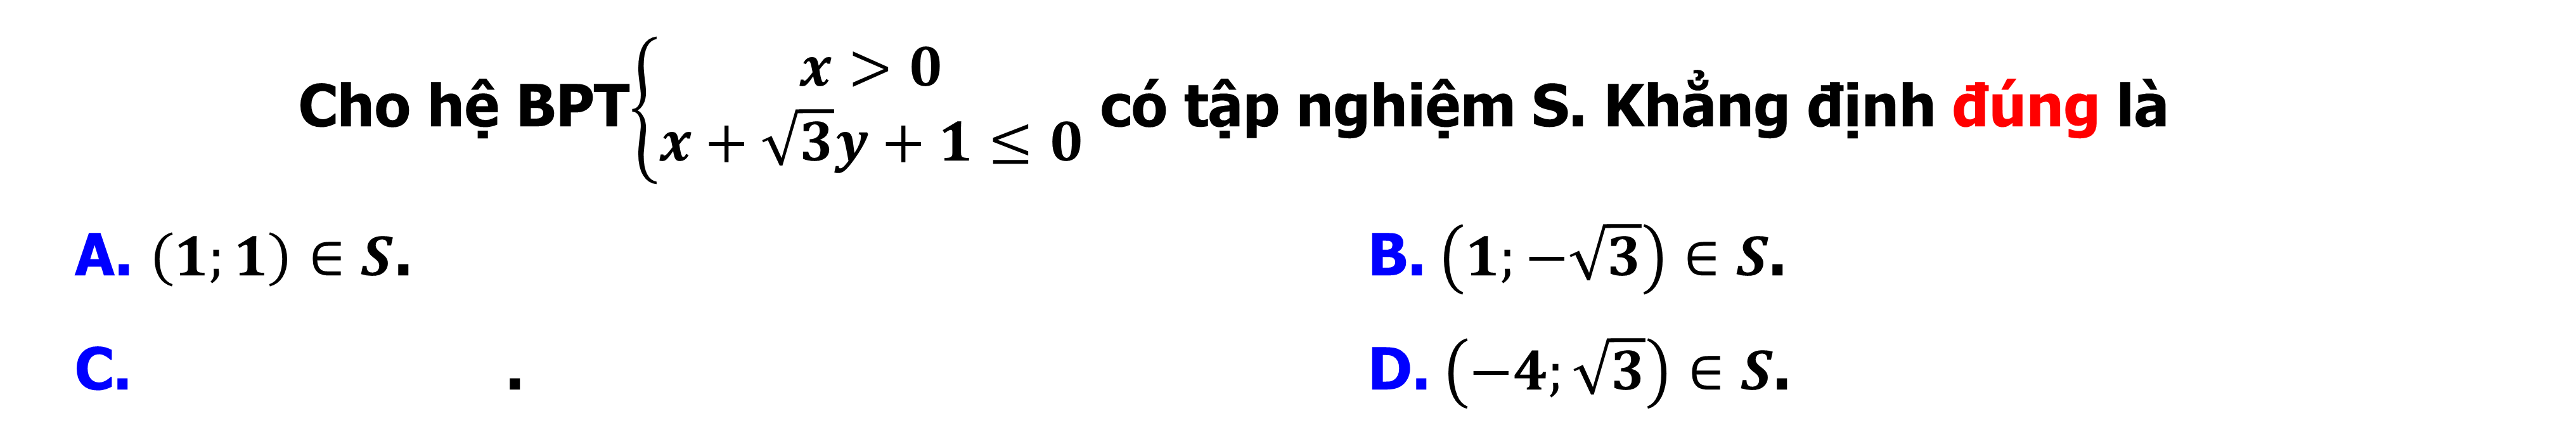 Cho hệ BPT { x > 0
x + √3y + 1 ≤ 0 có tập nghiệm S. Khẳng định đúng là
A. (1; 1) ∈ S.
B. (1; −√3) ∈ S.
C. .
D. (−4; √3) ∈ S.